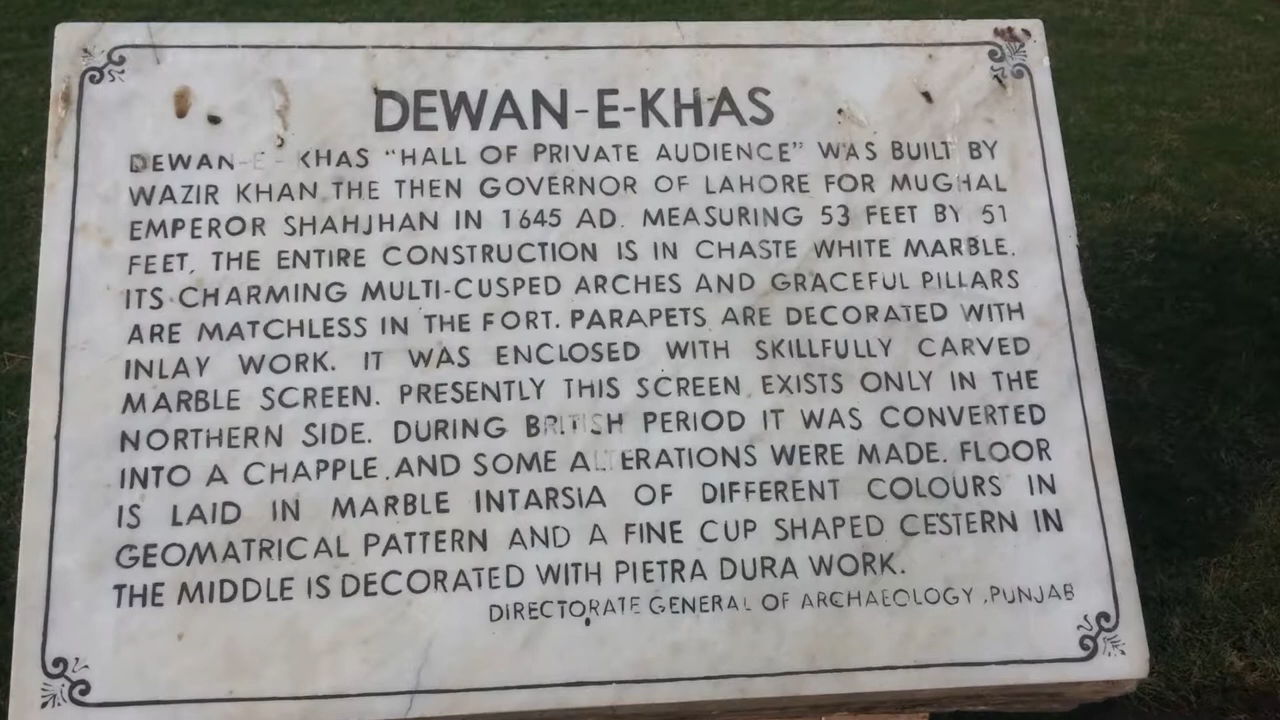 DEWAN-E-KHAS
DEWAN-E-KHAS "HALL OF PRIVATE AUDIENCE" WAS BUILT BY
WAZIR KHAN THE THEN GOVERNOR OF LAHORE FOR MUGHAL
EMPEROR SHAHJHAN IN 1645 AD. MEASURING 53 FEET BY 51
FEET, THE ENTIRE CONSTRUCTION IS IN CHASTE WHITE MARBLE.
ITS CHARMING MULTI-CUSPED ARCHES AND GRACEFUL PILLARS
ARE MATCHLESS IN THE FORT. PARAPETS ARE DECORATED WITH
INLAY WORK. IT WAS ENCLOSED WITH SKILLFULLY CARVED
MARBLE SCREEN. PRESENTLY THIS SCREEN EXISTS ONLY IN THE
NORTHERN SIDE. DURING BRITISH PERIOD IT WAS CONVERTED
INTO A CHAPPLE AND SOME ALTERATIONS WERE MADE. FLOOR
IS LAID IN MARBLE INTARSIA OF DIFFERENT COLOURS IN
GEOMATRICAL PATTERN AND A FINE CUP SHAPED CESTERN IN
THE MIDDLE IS DECORATED WITH PIETRA DURA WORK.
DIRECTORATE GENERAL OF ARCHAEOLOGY, PUNJAB